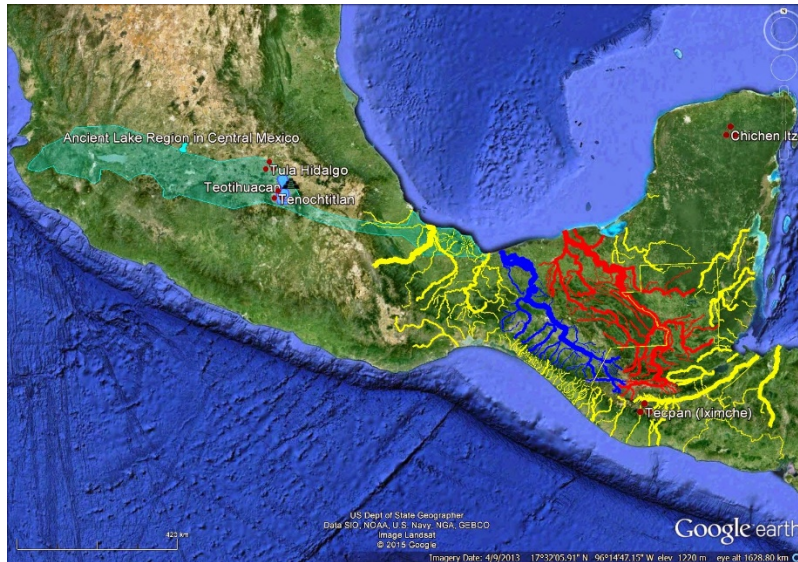 Ancient Lake Region in Central Mexico
Chichen Itz
Tula Hidalgo
Teotihuacan
Tenochtitlan
Tecpan (Iximche)
US Dept of State Geographer
Data SIO, NOAA, U.S. Navy, NGA, GEBCO
Image Landsat
© 2015 Google
Google earth
423 km
Imagery Date: 4/9/2013 17°32'05.91" N 96°14'47.15" W elev 1220 m eye alt 1628.80 km